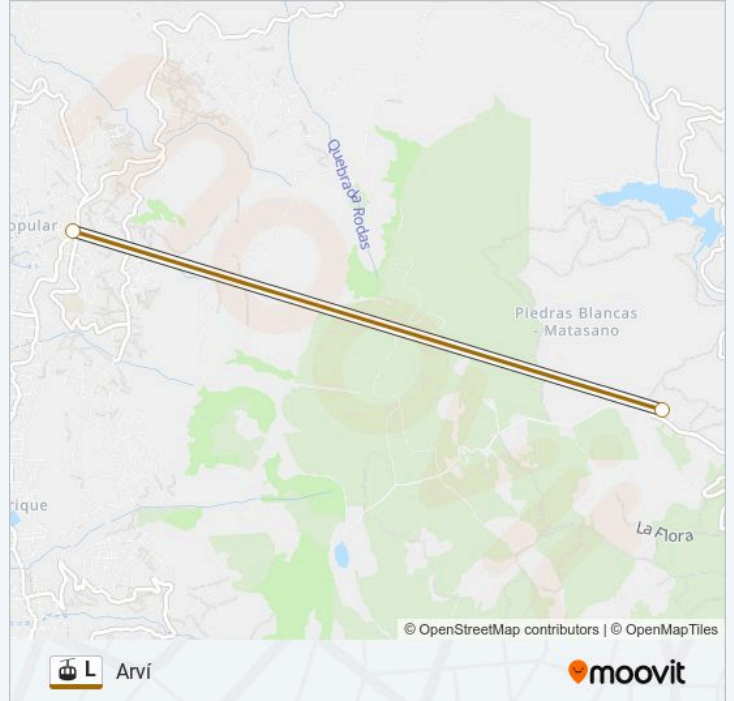 Quebrada Rodas
opular
Piedras Blancas
- Matasano
rique
La Flora
© OpenStreetMap contributors | © OpenMapTiles
L Arví
moovit